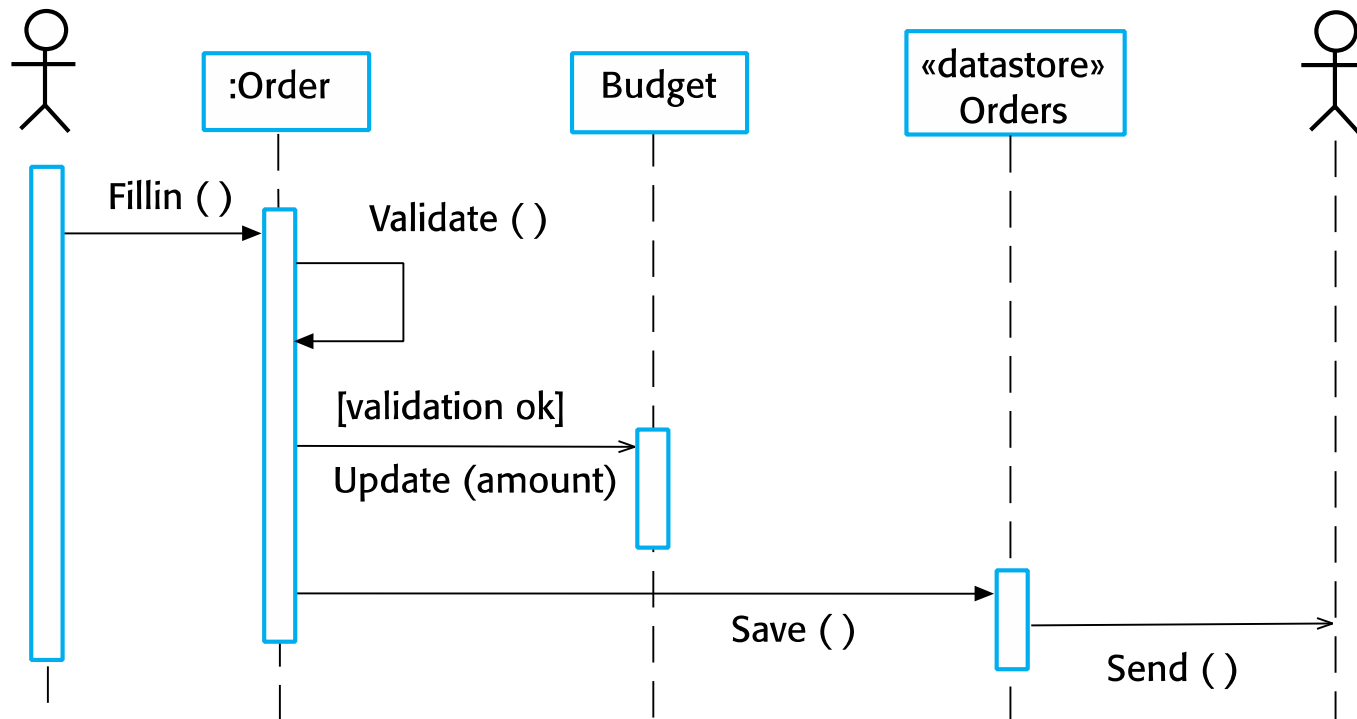 :Order
Budget
«datastore»
Orders
Fillin ( )
Validate ( )
[validation ok]
Update (amount)
Save ( )
Send ( )